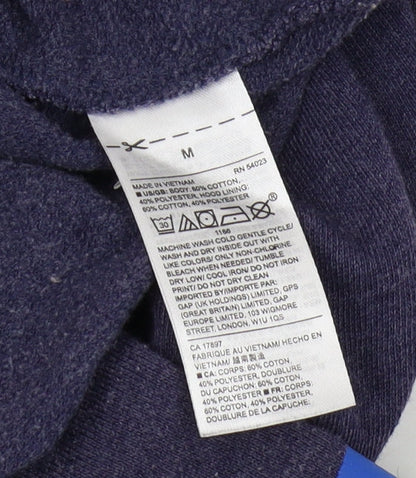 M
RN 54023
MADE IN VIETNAM
■ US/GB: BODY: 60% COTTON,
40% POLYESTER, HOOD LINING:
60% COTTON, 40% POLYESTER
30
1166
MACHINE WASH COLD GENTLE CYCLE/
WASH AND DRY INSIDE OUT WITH
LIKE COLORS/ ONLY NON-CHLORINE
BLEACH WHEN NEEDED/ TUMBLE
DRY LOW/ COOL IRON/ DO NOT IRON
PRINT/ DO NOT DRY CLEAN
IMPORTED BY/IMPORTE PAR:
GAP (UK HOLDINGS) LIMITED, GPS
(GREAT BRITAIN) LIMITED, GAP
EUROPE LIMITED, 103 WIGMORE
STREET, LONDON, W1U 1QS
CA 17897
FABRIQUE AU VIETNAM/ HECHO EN
VIETNAM/ 越南製造
■ CA: CORPS: 60% COTON,
40% POLYESTER, DOUBLURE
DU CAPUCHON: 60% COTON,
40% POLYESTER ■ FR: CORPS:
60% COTON, 40% POLYESTER,
DOUBLURE DE LA CAPUCHE: